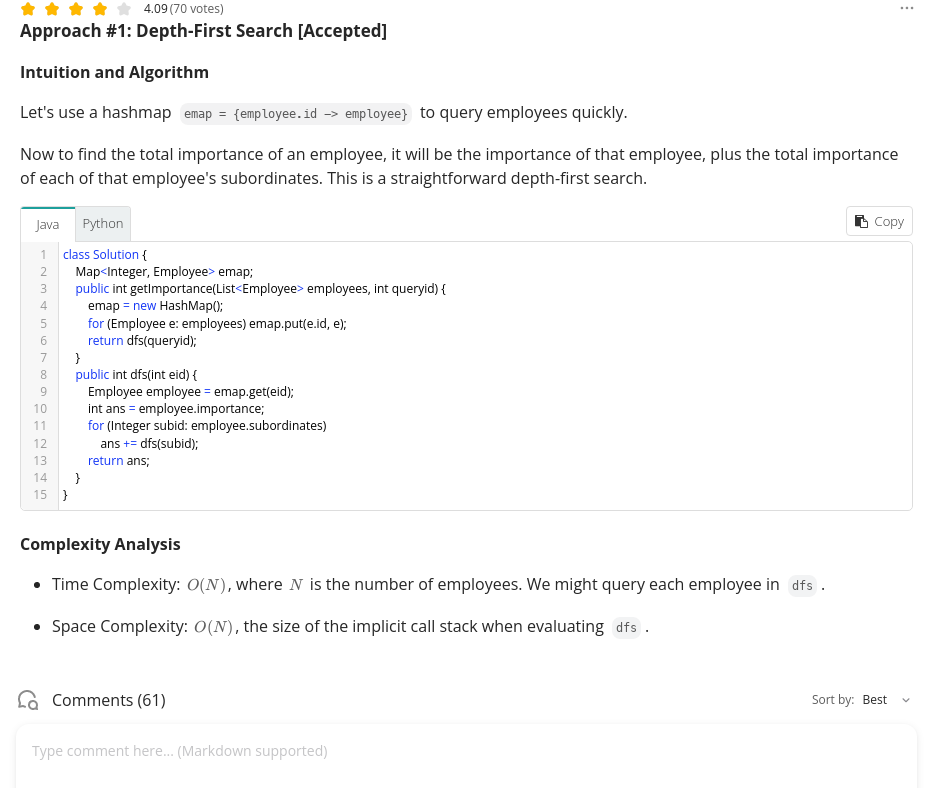 4.09 (70 votes)
Approach #1: Depth-First Search [Accepted]
Intuition and Algorithm
Let's use a hashmap emap = {employee.id -> employee} to query employees quickly.
Now to find the total importance of an employee, it will be the importance of that employee, plus the total importance
of each of that employee's subordinates. This is a straightforward depth-first search.
Java Python Copy
1 class Solution {
2 Map<Integer, Employee> emap;
3 public int getImportance(List<Employee> employees, int queryid) {
4 emap = new HashMap();
5 for (Employee e: employees) emap.put(e.id, e);
6 return dfs(queryid);
7 }
8 public int dfs(int eid) {
9 Employee employee = emap.get(eid);
10 int ans = employee.importance;
11 for (Integer subid: employee.subordinates)
12 ans += dfs(subid);
13 return ans;
14 }
15 }
Complexity Analysis
• Time Complexity: O(N), where N is the number of employees. We might query each employee in dfs .
• Space Complexity: O(N), the size of the implicit call stack when evaluating dfs .
Comments (61) Sort by: Best
Type comment here... (Markdown supported)